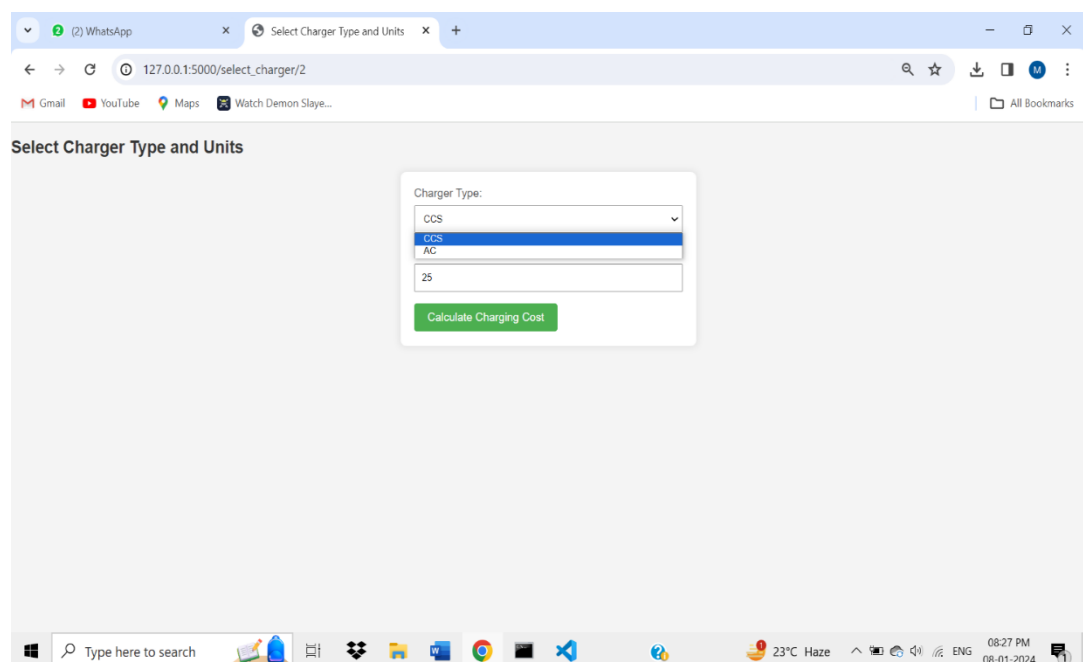 2 (2) WhatsApp Select Charger Type and Units
127.0.0.1:5000/select_charger/2 M
Gmail YouTube Maps Watch Demon Slaye... All Bookmarks
Select Charger Type and Units
Charger Type:
CCS
CCS
AC
25
Calculate Charging Cost
Type here to search 23°C Haze ENG 08:27 PM
08-01-2024 1